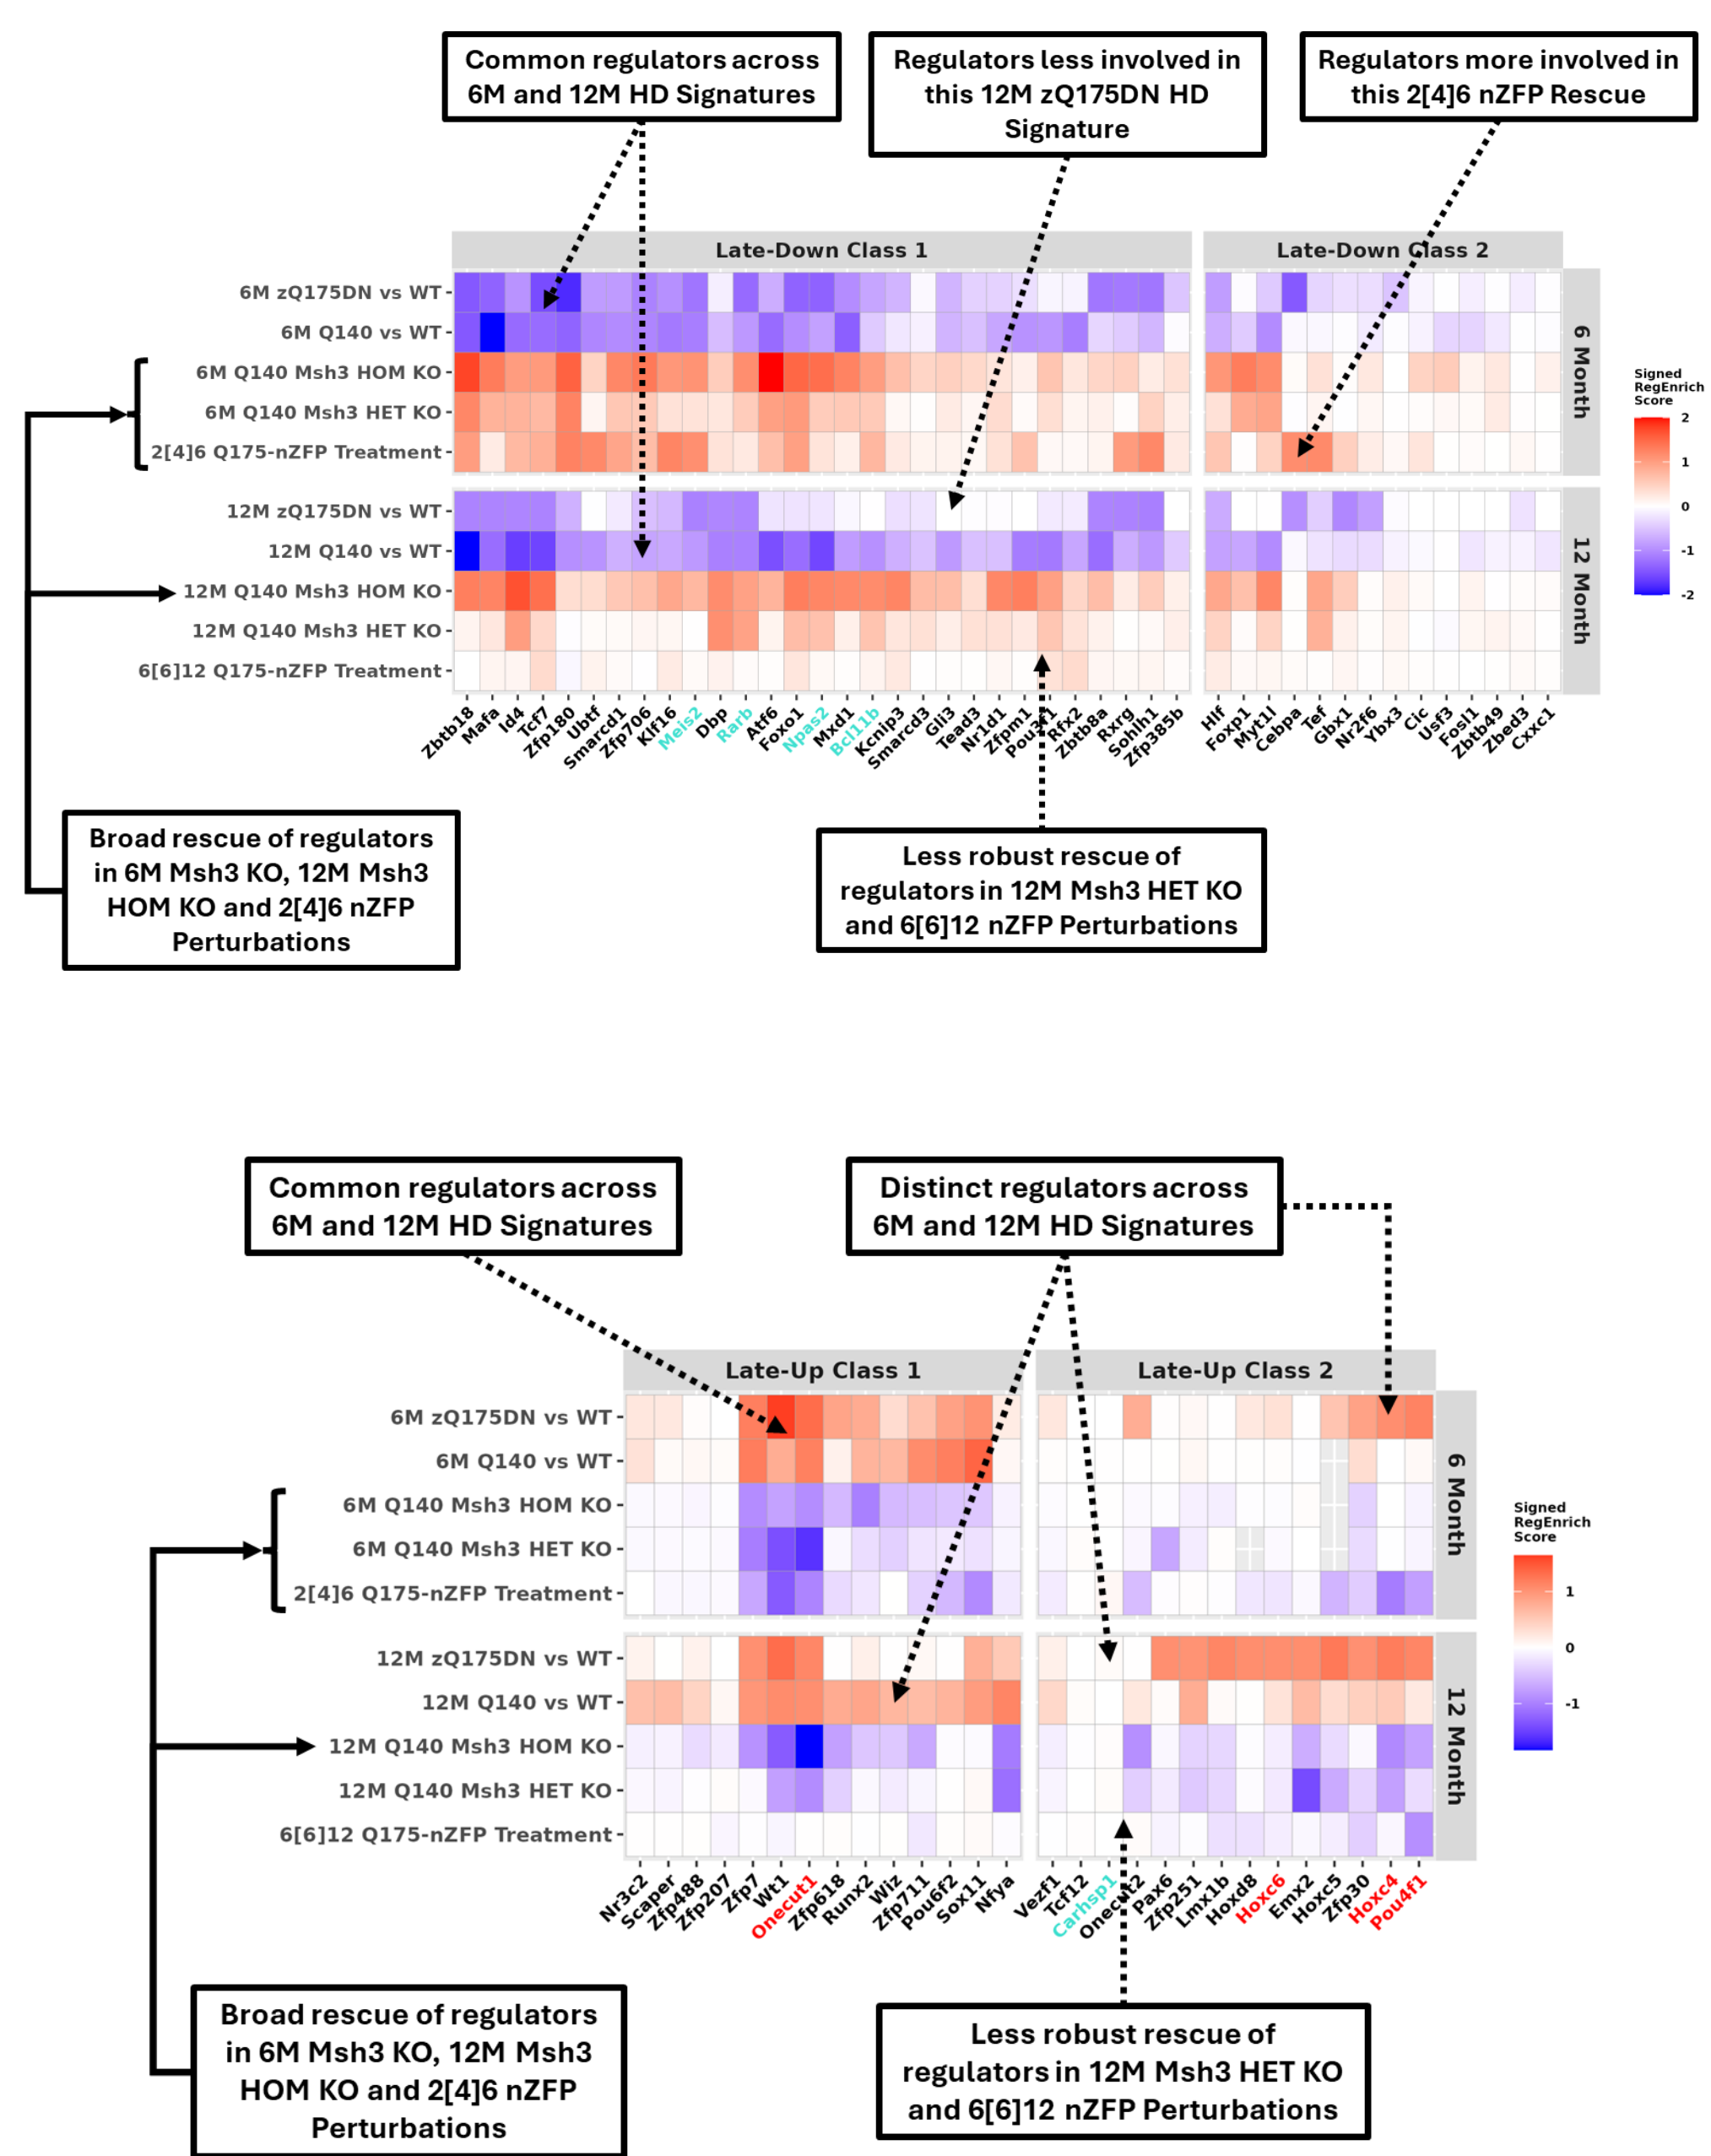 Common regulators across
6M and 12M HD Signatures
Regulators less involved in
this 12M zQ175DN HD
Signature
Regulators more involved in
this 2[4]6 nZFP Rescue
Late-Down Class 1
Late-Down Class 2
6M zQ175DN vs WT
6M Q140 vs WT
6M Q140 Msh3 HOM KO
6M Q140 Msh3 HET KO
2[4]6 Q175-nZFP Treatment
6 Month
12M zQ175DN vs WT
12M Q140 vs WT
12M Q140 Msh3 HOM KO
12M Q140 Msh3 HET KO
6[6]12 Q175-nZFP Treatment
12 Month
Signed
RegEnrich
Score
2
1
0
-1
-2
Zbtb18
Mafa
Id4
Tcf7
Zfp180
Ubtf
Smarcd1
Zfp706
Klf16
Meis2
Dbp
Rarb
Atf6
Foxo1
Npas2
Mxd1
Bcl11b
Kcnip3
Smarcd3
Gli3
Tead3
Nr1d1
Zfpm1
Pou3f1
Rfx2
Zbtb8a
Rxrg
Sohlh1
Zfp385b
Hlf
Foxp1
Myt1l
Cebpa
Tef
Gbx1
Nr2f6
Ybx3
Cic
Usf3
Fosl1
Zbtb49
Zbed3
Cxxc1
Broad rescue of regulators
in 6M Msh3 KO, 12M Msh3
HOM KO and 2[4]6 nZFP
Perturbations
Less robust rescue of
regulators in 12M Msh3 HET KO
and 6[6]12 nZFP Perturbations
Common regulators across
6M and 12M HD Signatures
Distinct regulators across
6M and 12M HD Signatures
Late-Up Class 1
Late-Up Class 2
6M zQ175DN vs WT
6M Q140 vs WT
6M Q140 Msh3 HOM KO
6M Q140 Msh3 HET KO
2[4]6 Q175-nZFP Treatment
6 Month
12M zQ175DN vs WT
12M Q140 vs WT
12M Q140 Msh3 HOM KO
12M Q140 Msh3 HET KO
6[6]12 Q175-nZFP Treatment
12 Month
Signed
RegEnrich
Score
1
0
-1
Nr3c2
Scaper
Zfp488
Zfp207
Zfp7
Wt1
Onecut1
Zfp618
Runx2
Wiz
Zfp711
Pou6f2
Sox11
Nfya
Vezf1
Tcf12
Carhsp1
Onecut2
Pax6
Zfp251
Lmx1b
Hoxd8
Hoxc6
Emx2
Hoxc5
Zfp30
Hoxc4
Pou4f1
Broad rescue of regulators
in 6M Msh3 KO, 12M Msh3
HOM KO and 2[4]6 nZFP
Perturbations
Less robust rescue of
regulators in 12M Msh3 HET KO
and 6[6]12 nZFP Perturbations